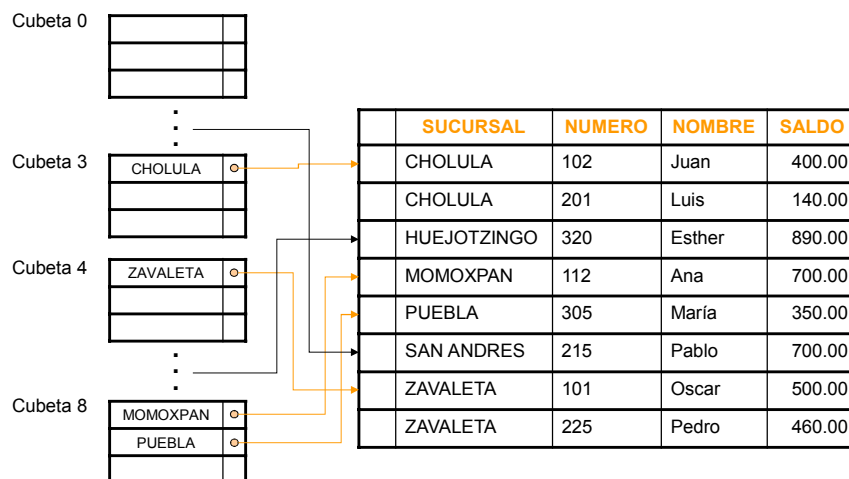 Cubeta 0
Cubeta 3
CHOLULA
Cubeta 4
ZAVALETA
Cubeta 8
MOMOXPAN
PUEBLA
SUCURSAL NUMERO NOMBRE SALDO
CHOLULA 102 Juan 400.00
CHOLULA 201 Luis 140.00
HUEJOTZINGO 320 Esther 890.00
MOMOXPAN 112 Ana 700.00
PUEBLA 305 María 350.00
SAN ANDRES 215 Pablo 700.00
ZAVALETA 101 Oscar 500.00
ZAVALETA 225 Pedro 460.00